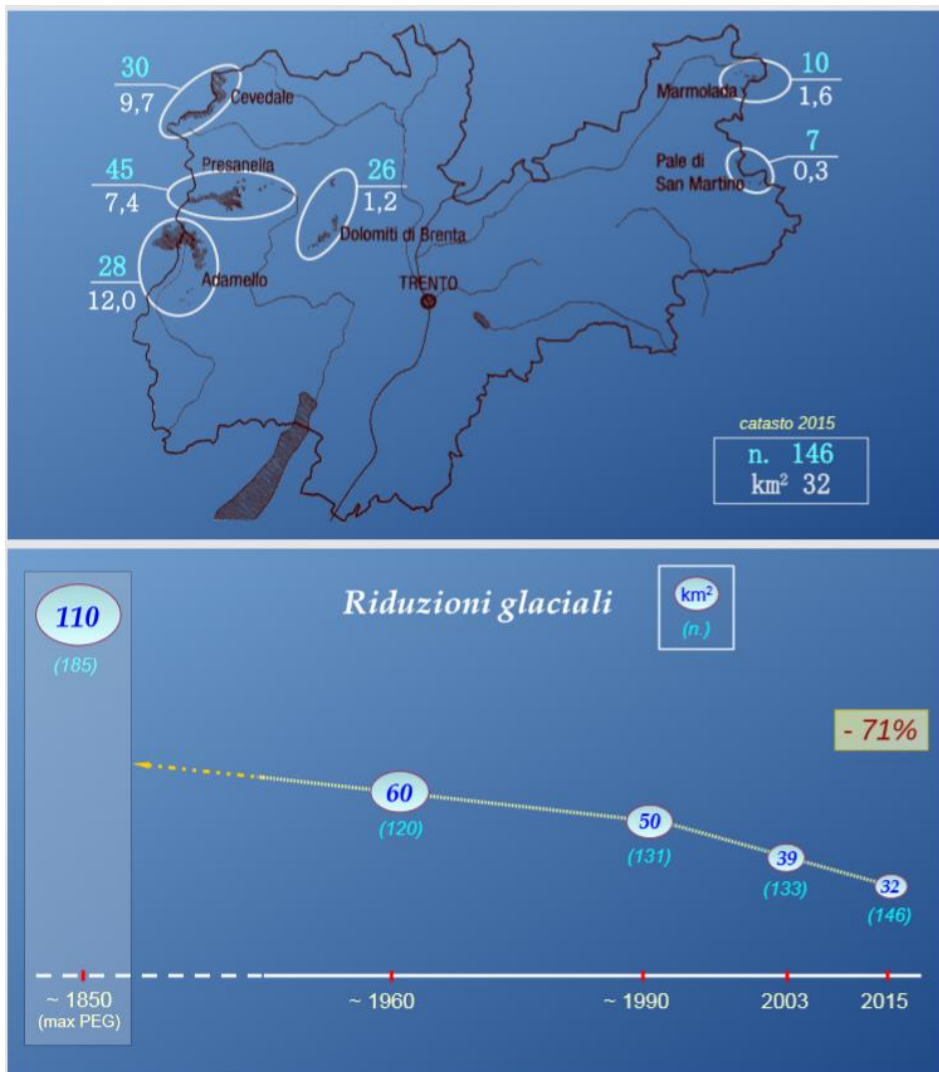 30
9,7
Cevedale
10
1,6
Marmolada
45
7,4
Presanella
26
1,2
Dolomiti di Brenta
7
0,3
Pale di
San Martino
28
12,0
Adamello
TRENTO
catasto 2015
n. 146
km² 32
Riduzioni glaciali
km²
(n.)
110
(185)
- 71%
60
(120)
50
(131)
39
(133)
32
(146)
~ 1850
(max PEG)
~ 1960
~ 1990
2003
2015